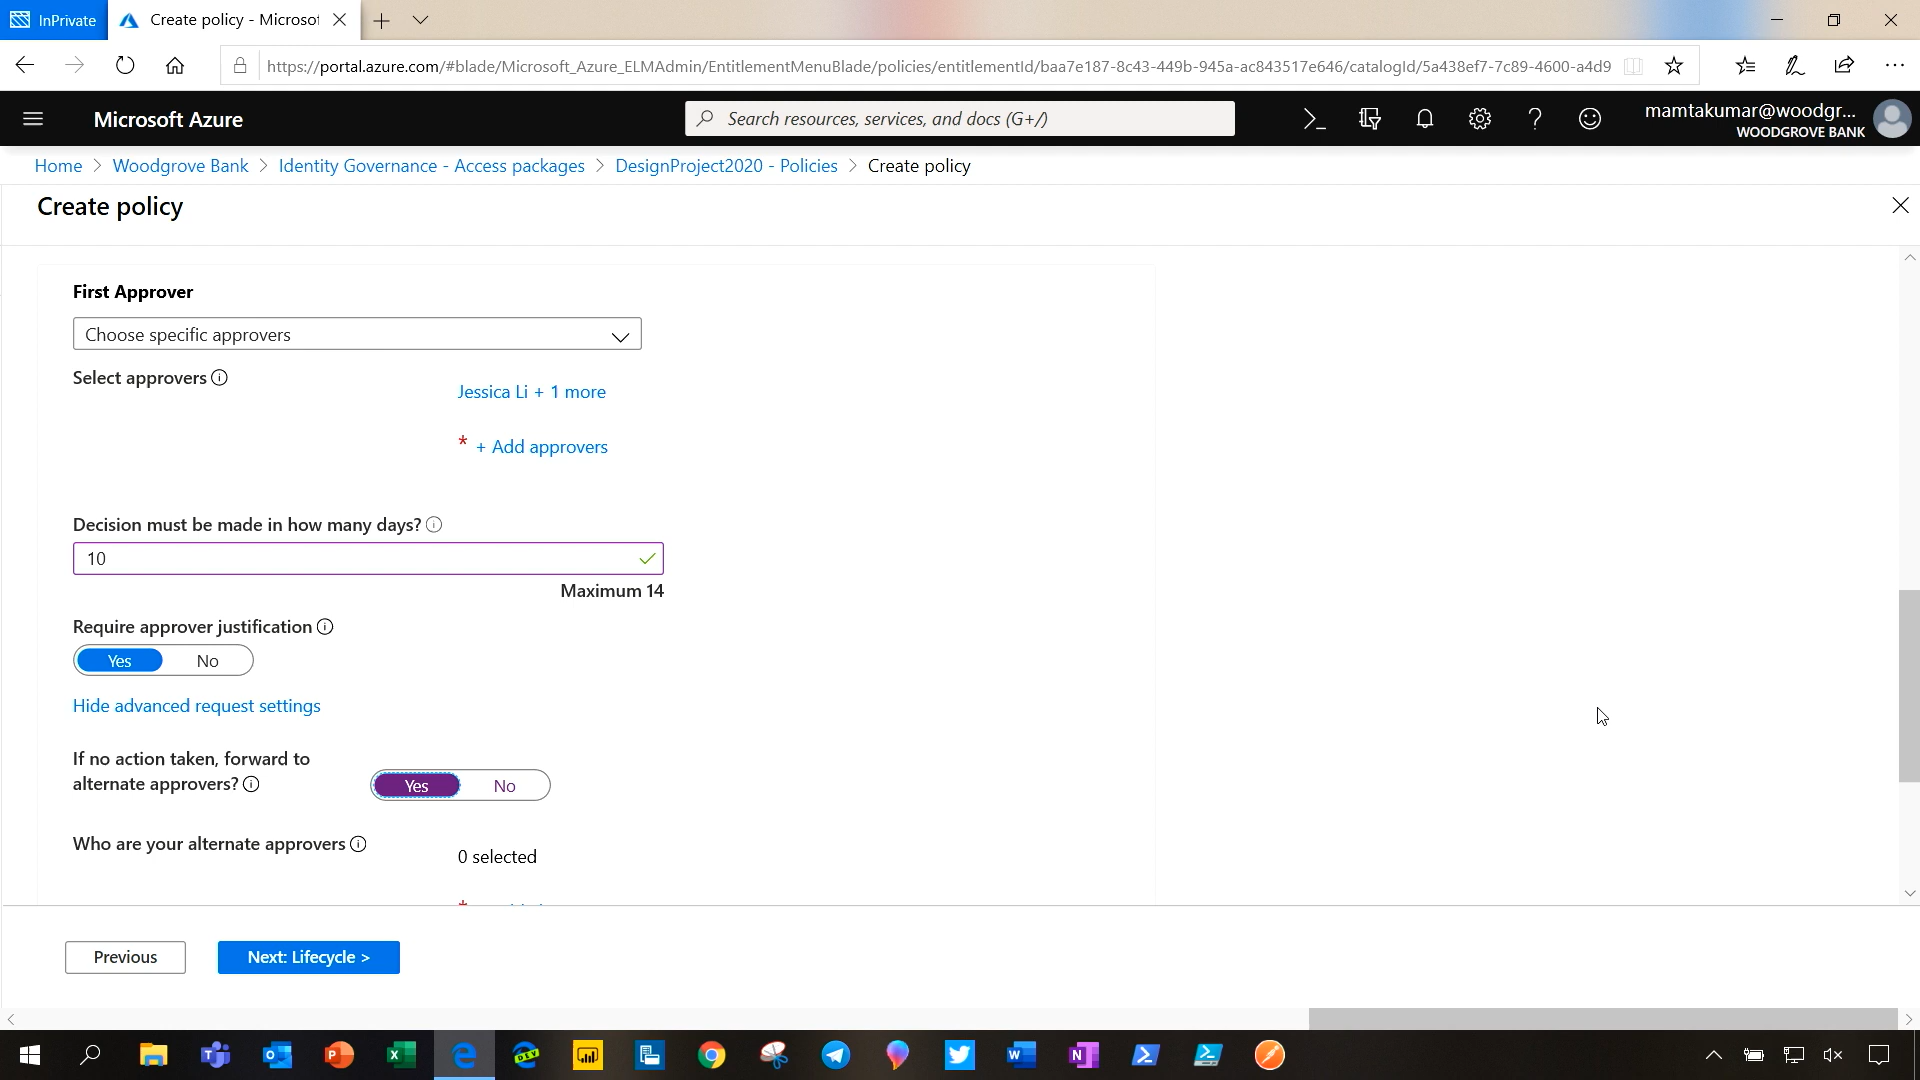 InPrivate
Create policy - Microsof
https://portal.azure.com/#blade/Microsoft_Azure_ELMAdmin/EntitlementMenuBlade/policies/entitlementId/baa7e187-8c43-449b-945a-ac843517e646/catalogId/5a438ef7-7c89-4600-a4d9
Microsoft Azure
Search resources, services, and docs (G+/)
mamtakumar@woodgr...
WOODGROVE BANK
Home > Woodgrove Bank > Identity Governance - Access packages > DesignProject2020 - Policies > Create policy
Create policy
First Approver
Choose specific approvers
Select approvers
Jessica Li + 1 more
* + Add approvers
Decision must be made in how many days?
10
Maximum 14
Require approver justification
Yes No
Hide advanced request settings
If no action taken, forward to
alternate approvers?
Yes No
Who are your alternate approvers
0 selected
*
Previous
Next: Lifecycle >
DEV